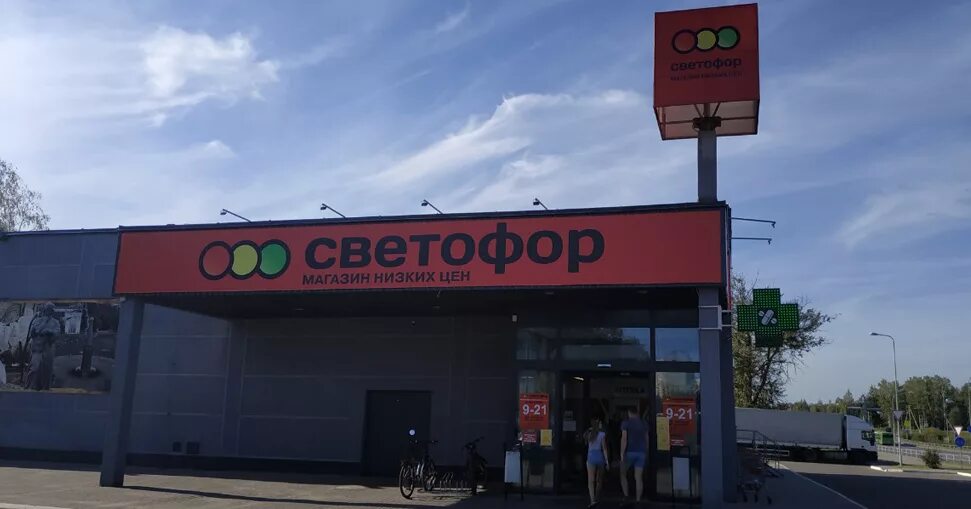 светофор
магазин низких цен
светофор
магазин низких цен
9-21
9-21